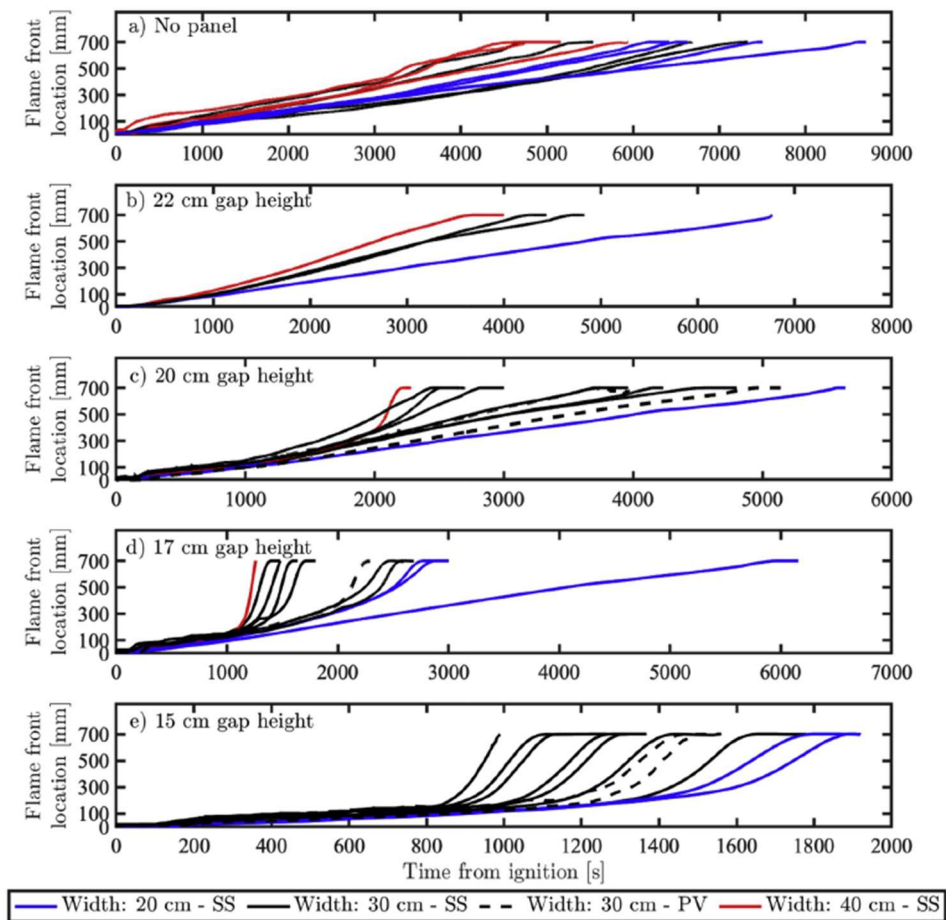 a) No panel
Flame front
location [mm]
700
500
300
100
0
0 1000 2000 3000 4000 5000 6000 7000 8000 9000
b) 22 cm gap height
Flame front
location [mm]
700
500
300
100
0
0 1000 2000 3000 4000 5000 6000 7000 8000
c) 20 cm gap height
Flame front
location [mm]
700
500
300
100
0
0 1000 2000 3000 4000 5000 6000
d) 17 cm gap height
Flame front
location [mm]
700
500
300
100
0
0 1000 2000 3000 4000 5000 6000 7000
e) 15 cm gap height
Flame front
location [mm]
700
500
300
100
0
0 200 400 600 800 1000 1200 1400 1600 1800 2000
Time from ignition [s]
Width: 20 cm - SS Width: 30 cm - SS Width: 30 cm - PV Width: 40 cm - SS